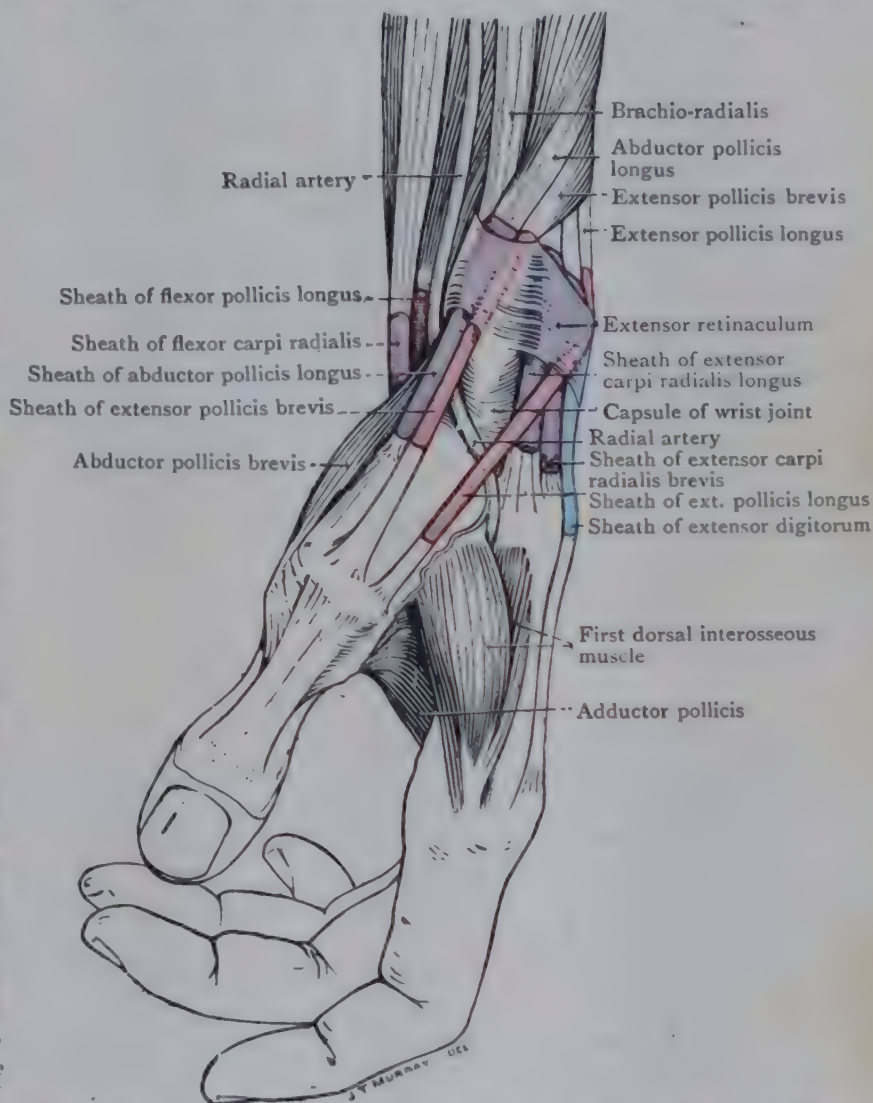 Brachio-radialis
Abductor pollicis
longus
Radial artery
Extensor pollicis brevis
Extensor pollicis longus
Sheath of flexor pollicis longus
Extensor retinaculum
Sheath of flexor carpi radialis
Sheath of extensor
carpi radialis longus
Sheath of abductor pollicis longus
Sheath of extensor pollicis brevis
Capsule of wrist joint
Radial artery
Sheath of extensor carpi
radialis brevis
Abductor pollicis brevis
Sheath of ext. pollicis longus
Sheath of extensor digitorum
First dorsal interosseous
muscle
Adductor pollicis
J T MURRAY DEL